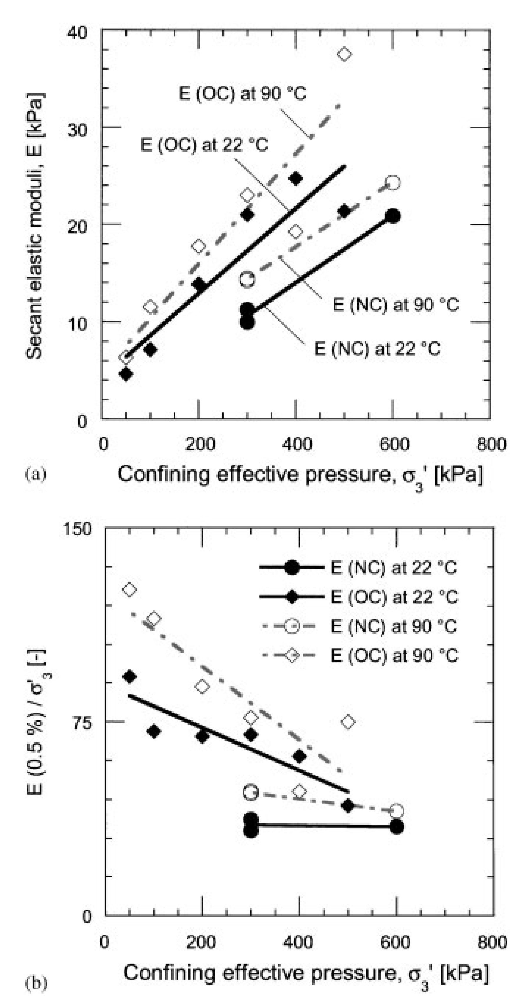 40
E (OC) at 90 °C
30
E (OC) at 22 °C
Secant elastic moduli, E [kPa]
20
E (NC) at 90 °C
10
E (NC) at 22 °C
0
0 200 400 600 800
(a) Confining effective pressure, σ3' [kPa]
150
E (NC) at 22 °C
E (OC) at 22 °C
E (NC) at 90 °C
E (OC) at 90 °C
E (0.5 %) / σ'3 [-]
75
0
0 200 400 600 800
(b) Confining effective pressure, σ3' [kPa]